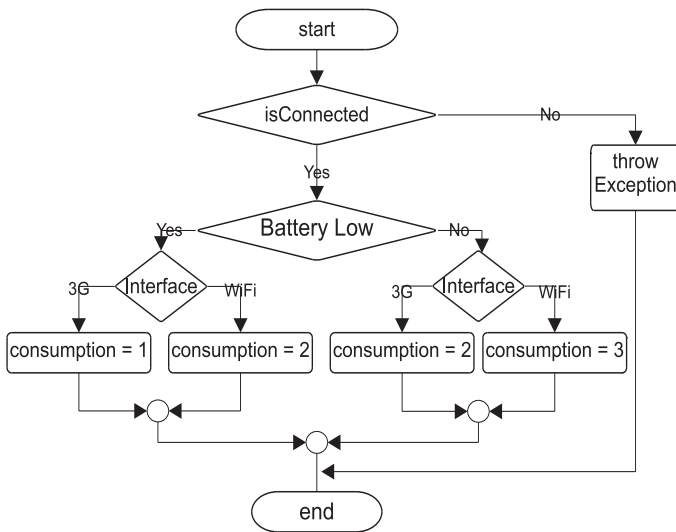 start
isConnected
No
throw
Exception
Yes
Battery Low
Yes
No
Interface
3G
WiFi
Interface
3G
WiFi
consumption = 1
consumption = 2
consumption = 2
consumption = 3
end